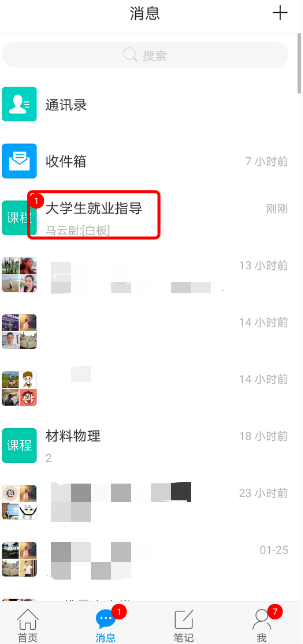 消息
搜索
通讯录
收件箱
7 小时前
1
课程
大学生就业指导
刚刚
马云尉:[白板]
13 小时前
14 小时前
14 小时前
课程
材料物理
18 小时前
2
23 小时前
01-25
1
7
首页
消息
笔记
我